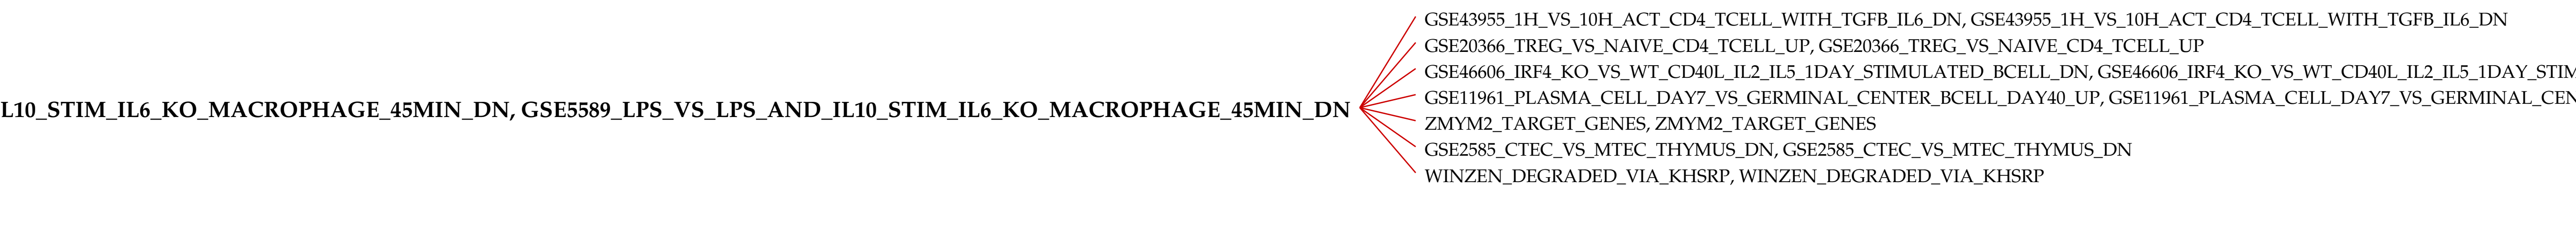 GSE43955_1H_VS_10H_ACT_CD4_TCELL_WITH_TGFB_IL6_DN, GSE43955_1H_VS_10H_ACT_CD4_TCELL_WITH_TGFB_IL6_DN
GSE20366_TREG_VS_NAIVE_CD4_TCELL_UP, GSE20366_TREG_VS_NAIVE_CD4_TCELL_UP
GSE46606_IRF4_KO_VS_WT_CD40L_IL2_IL5_1DAY_STIMULATED_BCELL_DN, GSE46606_IRF4_KO_VS_WT_CD40L_IL2_IL5_1DAY_STIM
GSE11961_PLASMA_CELL_DAY7_VS_GERMINAL_CENTER_BCELL_DAY40_UP, GSE11961_PLASMA_CELL_DAY7_VS_GERMINAL_CEN
L10_STIM_IL6_KO_MACROPHAGE_45MIN_DN, GSE5589_LPS_VS_LPS_AND_IL10_STIM_IL6_KO_MACROPHAGE_45MIN_DN
ZMYM2_TARGET_GENES, ZMYM2_TARGET_GENES
GSE2585_CTEC_VS_MTEC_THYMUS_DN, GSE2585_CTEC_VS_MTEC_THYMUS_DN
WINZEN_DEGRADED_VIA_KHSRP, WINZEN_DEGRADED_VIA_KHSRP